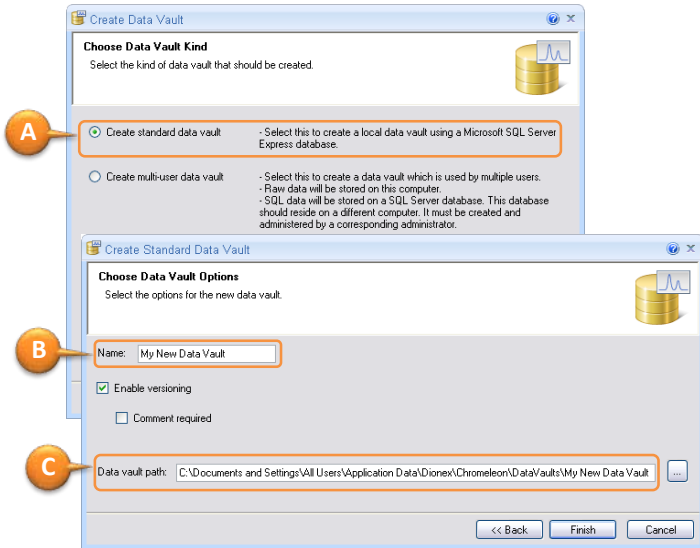 Create Data Vault
Choose Data Vault Kind
Select the kind of data vault that should be created.
A
Create standard data vault
- Select this to create a local data vault using a Microsoft SQL Server
Express database.
Create multi-user data vault
- Select this to create a data vault which is used by multiple users.
- Raw data will be stored on this computer.
- SQL data will be stored on a SQL Server database. This database
should reside on a different computer. It must be created and
administered by a corresponding administrator.
Create Standard Data Vault
Choose Data Vault Options
Select the options for the new data vault.
B
Name: My New Data Vault
Enable versioning
Comment required
C
Data vault path: C:\Documents and Settings\All Users\Application Data\Dionex\Chromeleon\DataVaults\My New Data Vault ...
<< Back Finish Cancel